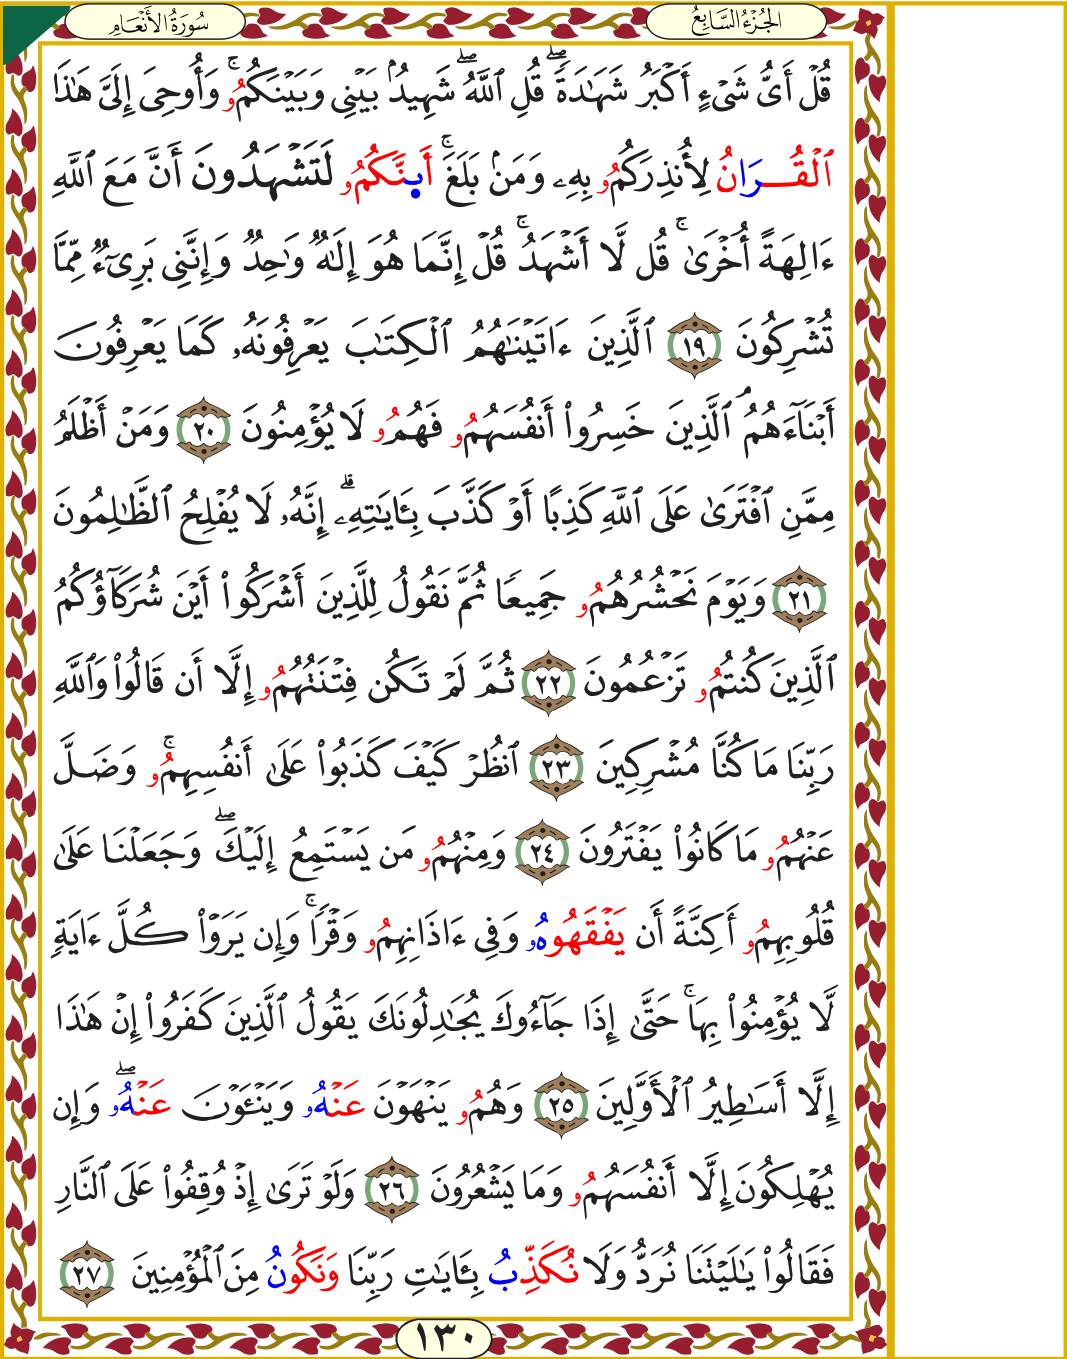 الجُزْءُ السَّابِعُ
سُورَةُ الأَنْعَامِ
قُلْ أَىُّ شَىْءٍ أَكْبَرُ شَهَٰدَةًۖ قُلِ ٱللَّهُۖ شَهِيدُۢ بَيْنِى وَبَيْنَكُمُوۚ وَأُوحِىَ إِلَىَّ هَٰذَا
ٱلْقُرَانُ لِأُنذِرَكُمُو بِهِۦ وَمَنۢ بَلَغَۚ أَىِٕنَّكُمُو لَتَشْهَدُونَ أَنَّ مَعَ ٱللَّهِ
ءَالِهَةً أُخْرَىٰۚ قُل لَّا أَشْهَدُۚ قُلْ إِنَّمَا هُوَ إِلَٰهٌ وَٰحِدٌ وَإِنَّنِى بَرِىٓءٌ مِّمَّا
تُشْرِكُونَ ١٩ ٱلَّذِينَ ءَاتَيْنَٰهُمُ ٱلْكِتَٰبَ يَعْرِفُونَهُۥ كَمَا يَعْرِفُونَ
أَبْنَآءَهُمُۘ ٱلَّذِينَ خَسِرُوا۟ أَنفُسَهُمُو فَهُمُو لَا يُؤْمِنُونَ ٢٠ وَمَنْ أَظْلَمُ
مِمَّنِ ٱفْتَرَىٰ عَلَى ٱللَّهِ كَذِبًا أَوْ كَذَّبَ بِـَٔايَٰتِهِۦۗ إِنَّهُۥ لَا يُفْلِحُ ٱلظَّٰلِمُونَ
٢١ وَيَوْمَ نَحْشُرُهُمُو جَمِيعًا ثُمَّ نَقُولُ لِلَّذِينَ أَشْرَكُوا۟ أَيْنَ شُرَكَآؤُكُمُ
ٱلَّذِينَ كُنتُمُو تَزْعُمُونَ ٢٢ ثُمَّ لَمْ تَكُن فِتْنَتَهُمُو إِلَّا أَن قَالُوا۟ وَٱللَّهِ
رَبِّنَا مَا كُنَّا مُشْرِكِينَ ٢٣ ٱنظُرْ كَيْفَ كَذَبُوا۟ عَلَىٰ أَنفُسِهِمُوۚ وَضَلَّ
عَنْهُمُو مَا كَانُوا۟ يَفْتَرُونَ ٢٤ وَمِنْهُمُو مَن يَسْتَمِعُ إِلَيْكَۖ وَجَعَلْنَا عَلَىٰ
قُلُوبِهِمُو أَكِنَّةً أَن يَفْقَهُوهُو وَفِى ءَاذَانِهِمُو وَقْرًاۚ وَإِن يَرَوْا۟ كُلَّ ءَايَةٍ
لَّا يُؤْمِنُوا۟ بِهَاۚ حَتَّىٰ إِذَا جَآءُوكَ يُجَٰدِلُونَكَ يَقُولُ ٱلَّذِينَ كَفَرُوا۟ إِنْ هَٰذَا
إِلَّا أَسَٰطِيرُ ٱلْأَوَّلِينَ ٢٥ وَهُمُو يَنْهَوْنَ عَنْهُو وَيَنْـَٔوْنَ عَنْهُوۖ وَإِن
يُهْلِكُونَ إِلَّا أَنفُسَهُمُو وَمَا يَشْعُرُونَ ٢٦ وَلَوْ تَرَىٰ إِذْ وُقِفُوا۟ عَلَى ٱلنَّارِ
فَقَالُوا۟ يَٰلَيْتَنَا نُرَدُّ وَلَا نُكَذِّبُ بِـَٔايَٰتِ رَبِّنَا وَنَكُونُ مِنَ ٱلْمُؤْمِنِينَ ٢٧
١٣٠